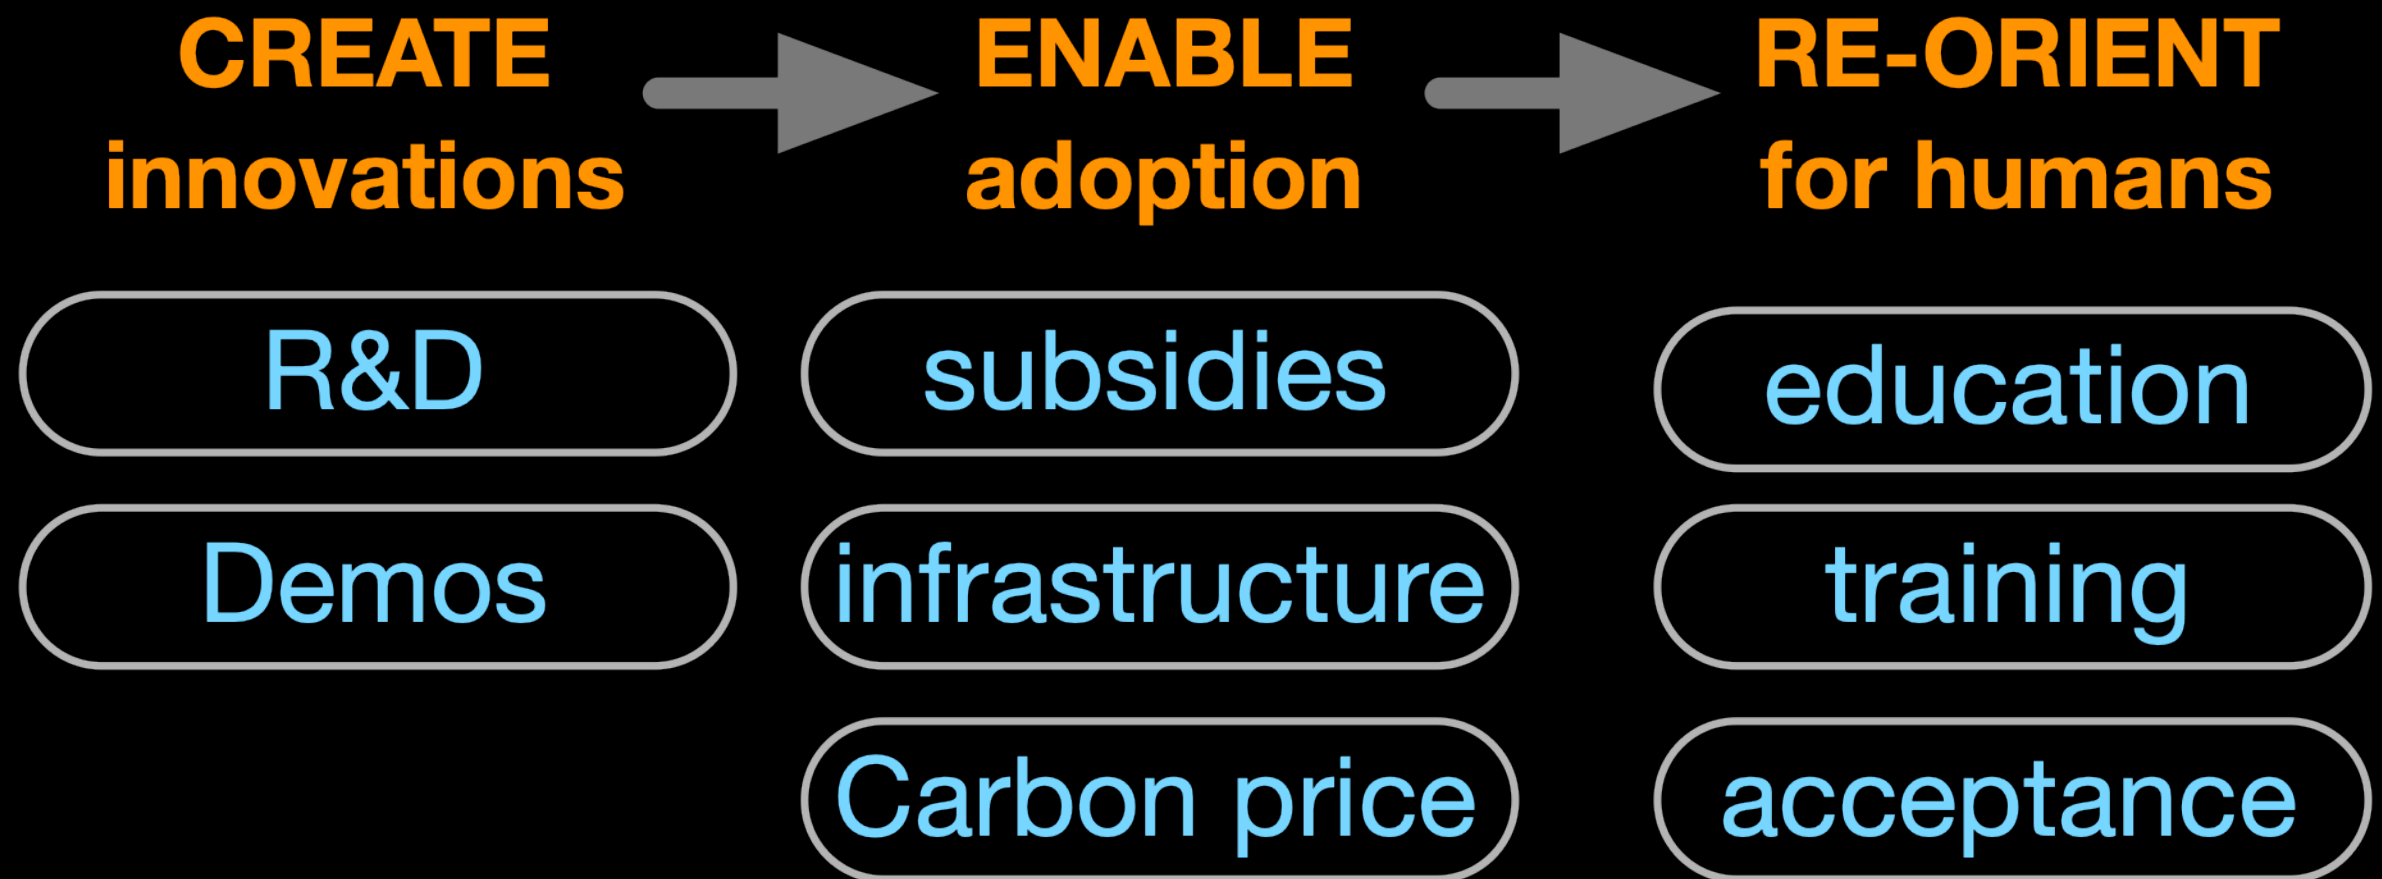 CREATE
innovations
R&D
Demos
ENABLE
adoption
subsidies
infrastructure
Carbon price
RE-ORIENT
for humans
education
training
acceptance